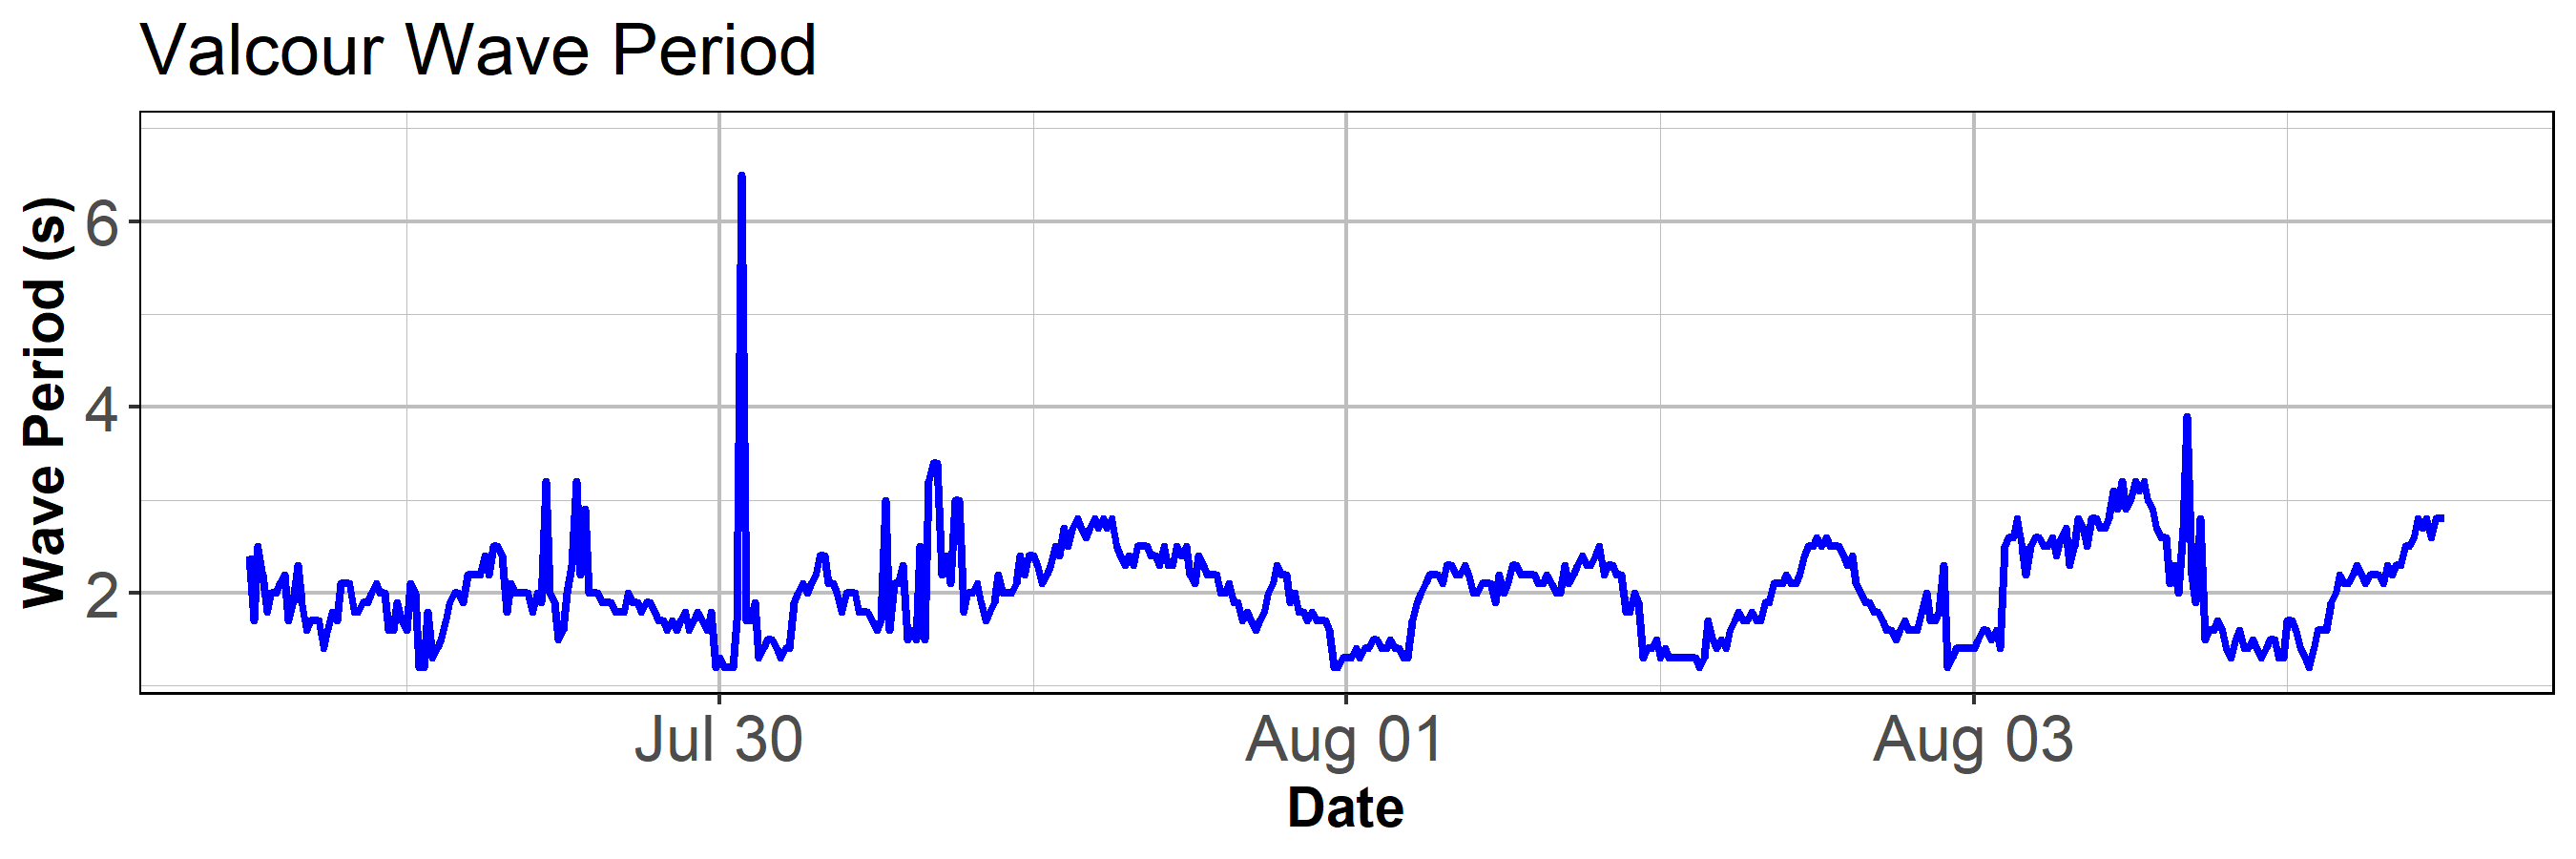 Valcour Wave Period
Wave Period (s)
6
4
2
Jul 30 Aug 01 Aug 03
Date